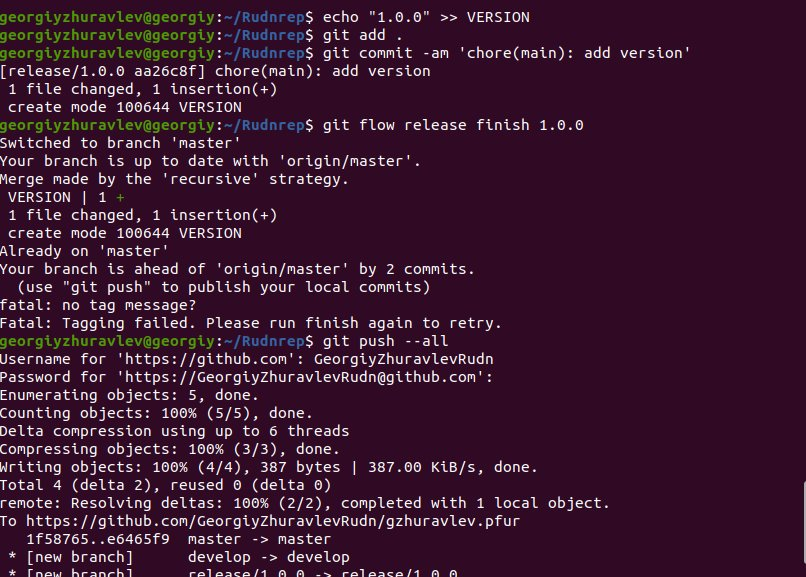 georgiyzhuravlev@georgiy:~/Rudnrep$ echo "1.0.0" >> VERSION
georgiyzhuravlev@georgiy:~/Rudnrep$ git add .
georgiyzhuravlev@georgiy:~/Rudnrep$ git commit -am 'chore(main): add version'
[release/1.0.0 aa26c8f] chore(main): add version
 1 file changed, 1 insertion(+)
 create mode 100644 VERSION
georgiyzhuravlev@georgiy:~/Rudnrep$ git flow release finish 1.0.0
Switched to branch 'master'
Your branch is up to date with 'origin/master'.
Merge made by the 'recursive' strategy.
 VERSION | 1 +
 1 file changed, 1 insertion(+)
 create mode 100644 VERSION
Already on 'master'
Your branch is ahead of 'origin/master' by 2 commits.
  (use "git push" to publish your local commits)
fatal: no tag message?
Fatal: Tagging failed. Please run finish again to retry.
georgiyzhuravlev@georgiy:~/Rudnrep$ git push --all
Username for 'https://github.com': GeorgiyZhuravlevRudn
Password for 'https://GeorgiyZhuravlevRudn@github.com':
Enumerating objects: 5, done.
Counting objects: 100% (5/5), done.
Delta compression using up to 6 threads
Compressing objects: 100% (3/3), done.
Writing objects: 100% (4/4), 387 bytes | 387.00 KiB/s, done.
Total 4 (delta 2), reused 0 (delta 0)
remote: Resolving deltas: 100% (2/2), completed with 1 local object.
To https://github.com/GeorgiyZhuravlevRudn/gzhuravlev.pfur
   1f58765..e6465f9  master -> master
 * [new branch]      develop -> develop
 * [new branch]      release/1.0.0 -> release/1.0.0